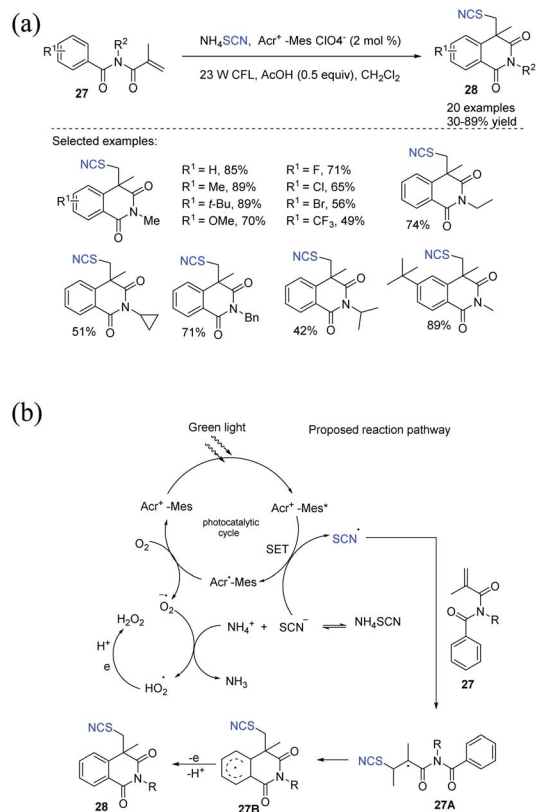 (a)
NH4SCN, Acr+ -Mes ClO4- (2 mol %)
23 W CFL, AcOH (0.5 equiv), CH2Cl2
R1
R2
N
O
O
27
NCS
R1
O
N
R2
O
28
20 examples
30-89% yield
Selected examples:
NCS
R1
O
N
Me
O
R1 = H, 85%
R1 = Me, 89%
R1 = t-Bu, 89%
R1 = OMe, 70%
R1 = F, 71%
R1 = Cl, 65%
R1 = Br, 56%
R1 = CF3, 49%
NCS
O
N
O
74%
NCS
O
N
O
51%
NCS
O
N
Bn
O
71%
NCS
O
N
O
42%
NCS
O
N
O
89%
(b)
Green light
Proposed reaction pathway
Acr+ -Mes
Acr+ -Mes*
photocatalytic
cycle
SET
SCN•
O2
Acr•-Mes
-•
O2
H2O2
NH4+ + SCN- ⇌ NH4SCN
H+
e
HO2•
NH3
O
N
R
O
27
NCS
O
N
R
O
28
-e
-H+
NCS
O
N
R
O
27B
NCS
•
R
N
O
O
27A